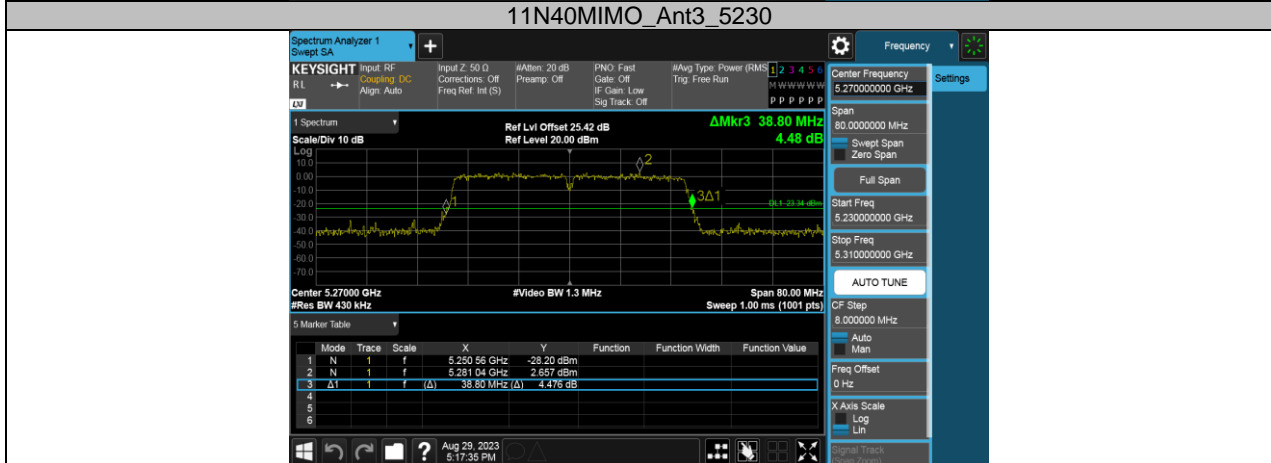 11N40MIMO_Ant3_5230
Spectrum Analyzer 1
Swept SA
+
Frequency
KEYSIGHT Input: RF Input Z: 50 Ω #Atten: 20 dB PNO: Fast #Avg Type: Power (RMS 1 2 3 4 5 6
RL Coupling: DC Corrections: Off Preamp: Off Gate: Off Trig: Free Run
Align: Auto Freq Ref: Int (S) IF Gain: Low M W W W W W
Sig Track: Off P P P P P P
LXI
Center Frequency
5.270000000 GHz
Settings
Span
80.0000000 MHz
Swept Span
Zero Span
Full Span
Start Freq
5.230000000 GHz
Stop Freq
5.310000000 GHz
AUTO TUNE
CF Step
8.000000 MHz
Auto
Man
Freq Offset
0 Hz
X Axis Scale
Log
Lin
Signal Track
(Span Zoom)
1 Spectrum
Ref Lvl Offset 25.42 dB ΔMkr3 38.80 MHz
Scale/Div 10 dB Ref Level 20.00 dBm 4.48 dB
Log
10.0
0.00
-10.0
-20.0
-30.0
-40.0
-50.0
-60.0
-70.0
2
1
3Δ1
DL1 -23.34 dBm
Center 5.27000 GHz #Video BW 1.3 MHz Span 80.00 MHz
#Res BW 430 kHz Sweep 1.00 ms (1001 pts)
5 Marker Table
Mode Trace Scale X Y Function Function Width Function Value
1 N 1 f 5.250 56 GHz -28.20 dBm
2 N 1 f 5.281 04 GHz 2.657 dBm
3 Δ1 1 f (Δ) 38.80 MHz (Δ) 4.476 dB
4
5
6
? Aug 29, 2023
5:17:35 PM